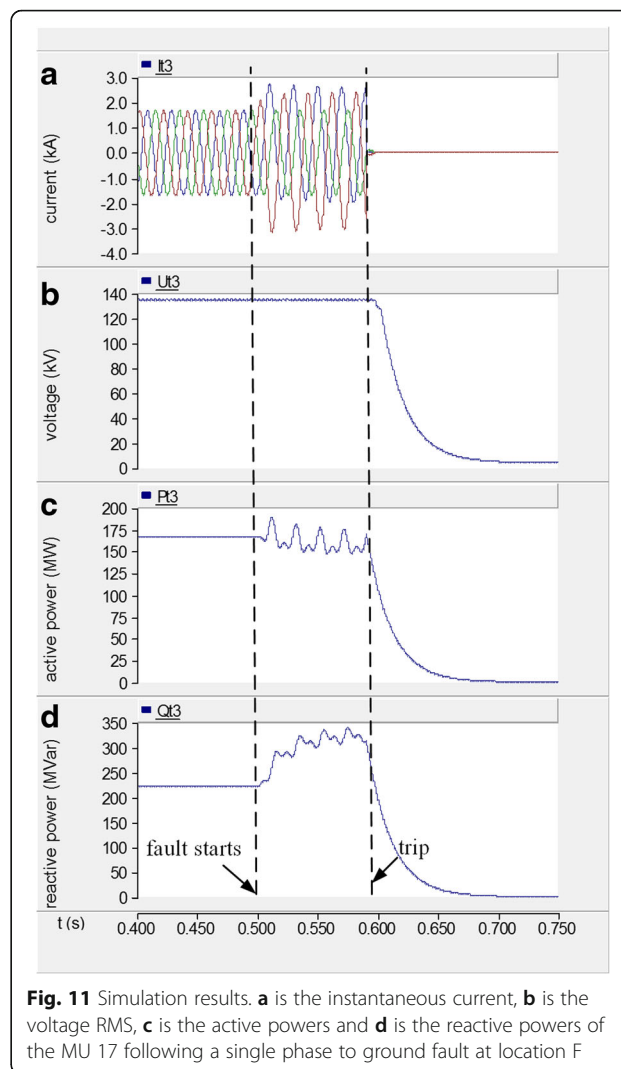 a
It3
3.0
2.0
1.0
0.0
-1.0
-2.0
-3.0
-4.0
current (kA)
b
Ut3
140
120
100
80
60
40
20
0
voltage (kV)
c
Pt3
200
175
150
125
100
75
50
25
0
active power (MW)
d
Qt3
350
300
250
200
150
100
50
0
reactive power (MVar)
fault starts
trip
t (s)
0.400 0.450 0.500 0.550 0.600 0.650 0.700 0.750
Fig. 11 Simulation results. a is the instantaneous current, b is the
voltage RMS, c is the active powers and d is the reactive powers of
the MU 17 following a single phase to ground fault at location F